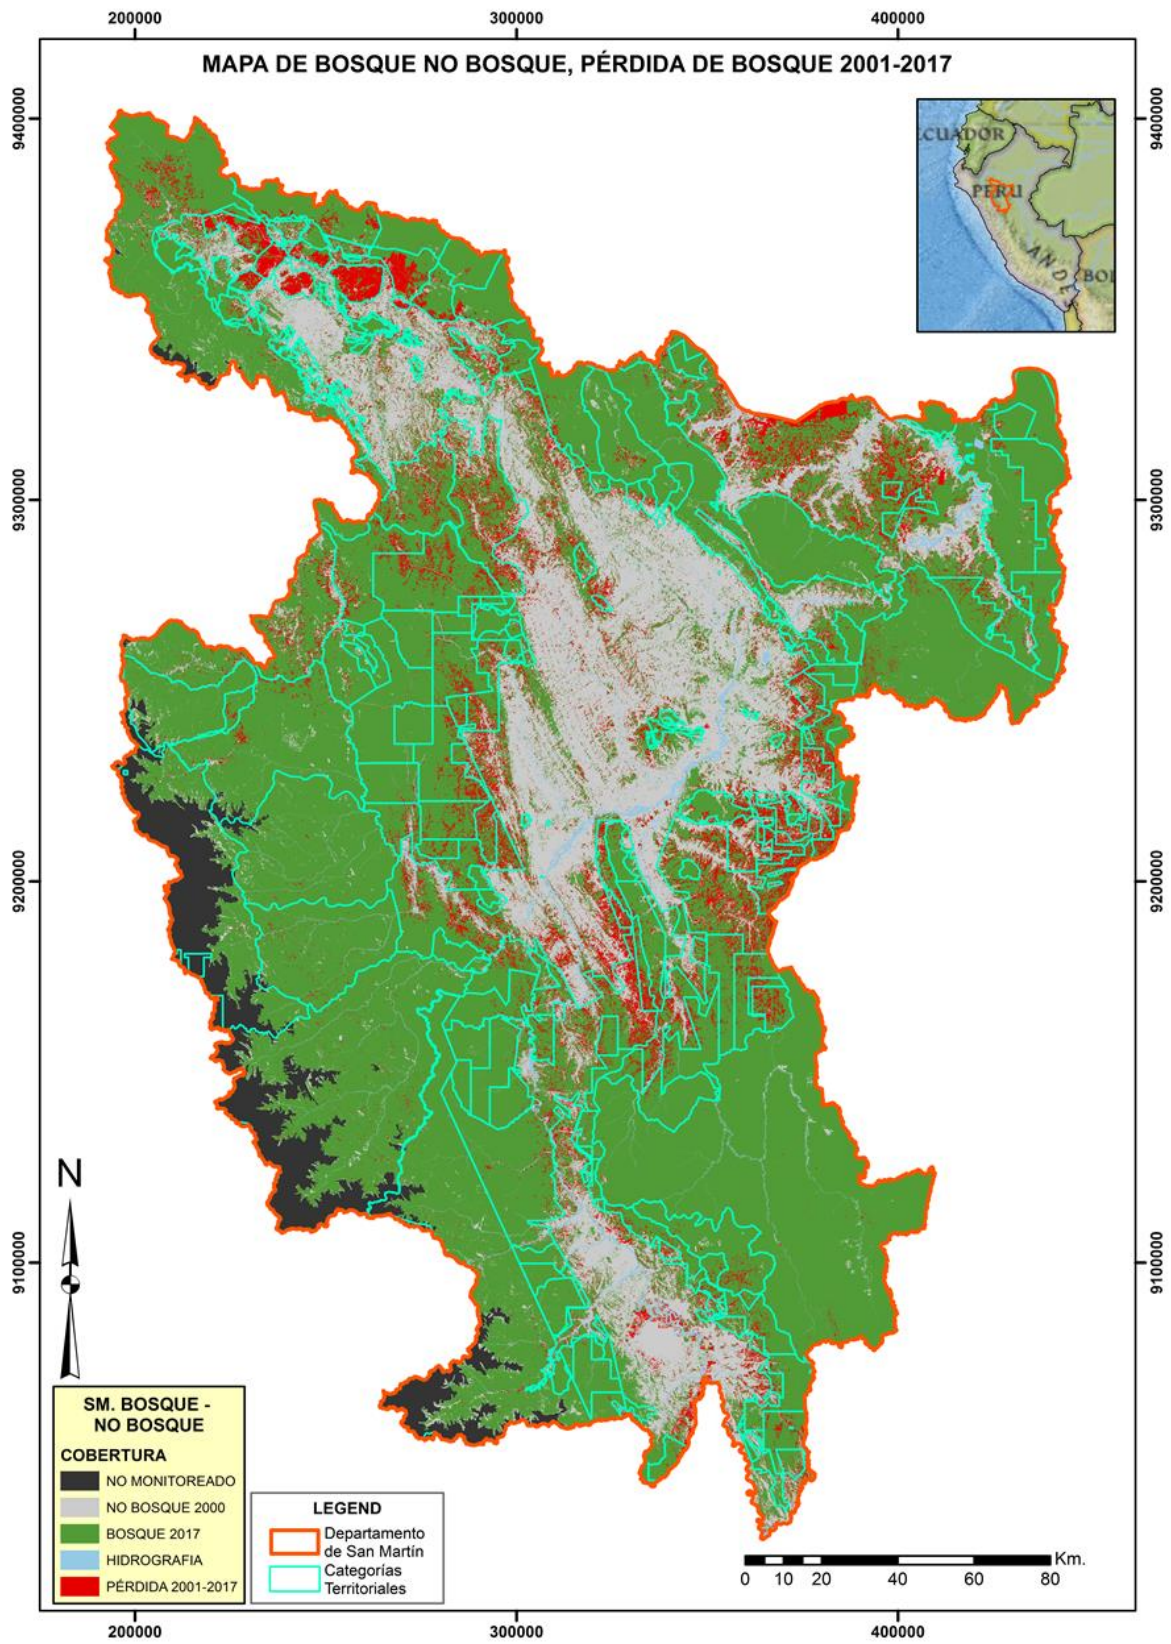 200000 300000 400000
MAPA DE BOSQUE NO BOSQUE, PÉRDIDA DE BOSQUE 2001-2017
9400000
9400000
CUADOR
PERU
ANDE
BOL
9300000
9300000
9200000
9200000
N
9100000
9100000
SM. BOSQUE -
NO BOSQUE
COBERTURA
NO MONITOREADO
NO BOSQUE 2000
BOSQUE 2017
HIDROGRAFIA
PÉRDIDA 2001-2017
LEGEND
Departamento
de San Martín
Categorías
Territoriales
Km.
0 10 20 40 60 80
200000 300000 400000